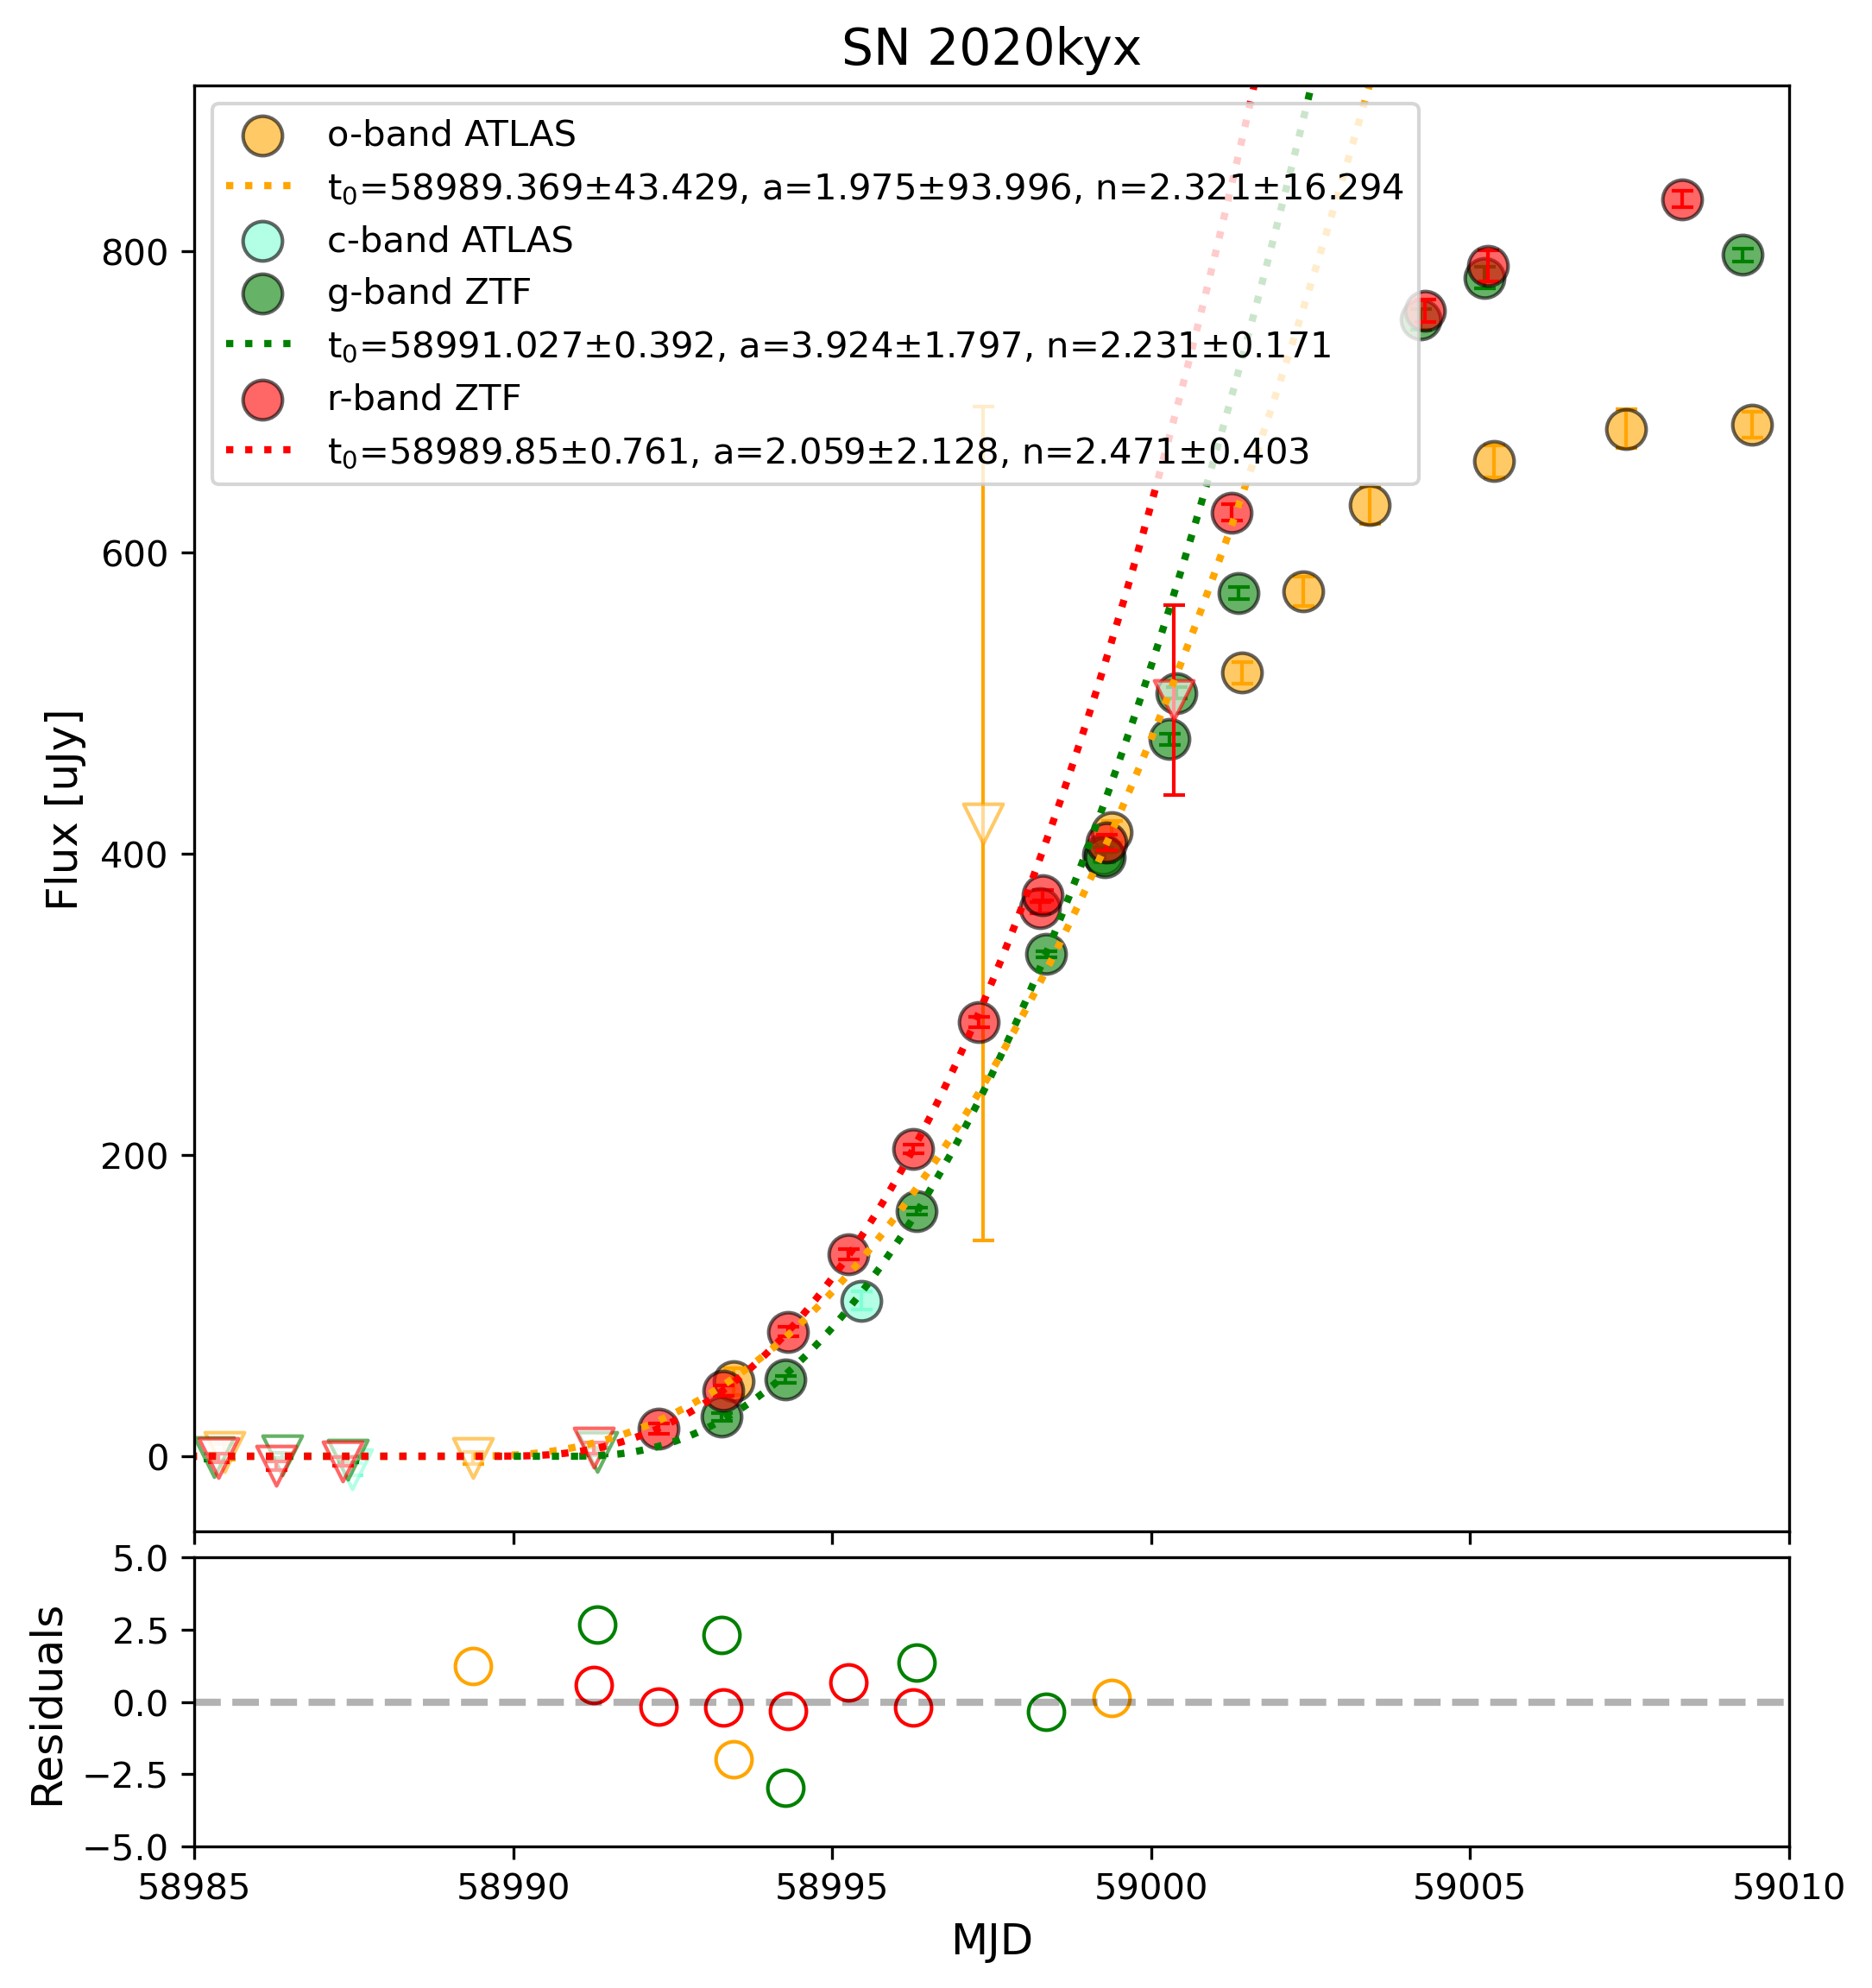 SN 2020kyx
o-band ATLAS
t₀=58989.369±43.429, a=1.975±93.996, n=2.321±16.294
c-band ATLAS
g-band ZTF
t₀=58991.027±0.392, a=3.924±1.797, n=2.231±0.171
r-band ZTF
t₀=58989.85±0.761, a=2.059±2.128, n=2.471±0.403
800
600
400
200
0
Flux [uJy]
5.0
2.5
0.0
−2.5
−5.0
Residuals
58985 58990 58995 59000 59005 59010
MJD